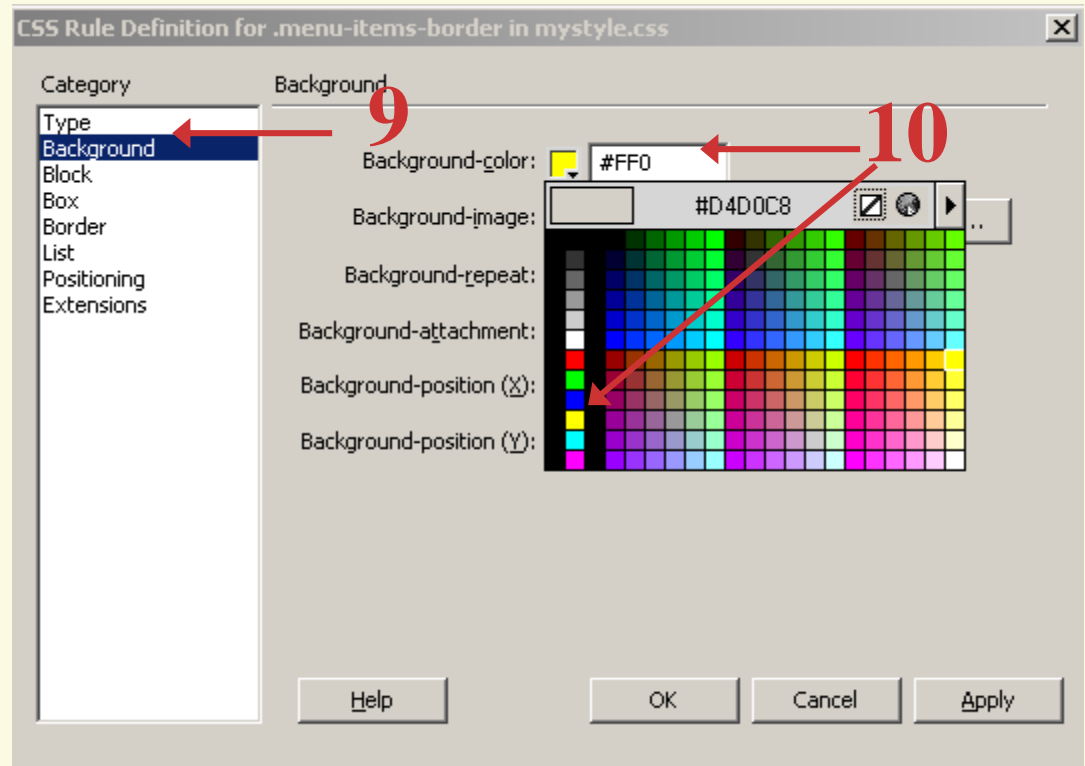 CSS Rule Definition for .menu-items-border in mystyle.css
Category
Background
Type
Background
Block
Box
Border
List
Positioning
Extensions
9
10
Background-color:
#FF0
#D4D0C8
Background-image:
..
Background-repeat:
Background-attachment:
Background-position (X):
Background-position (Y):
Help
OK
Cancel
Apply